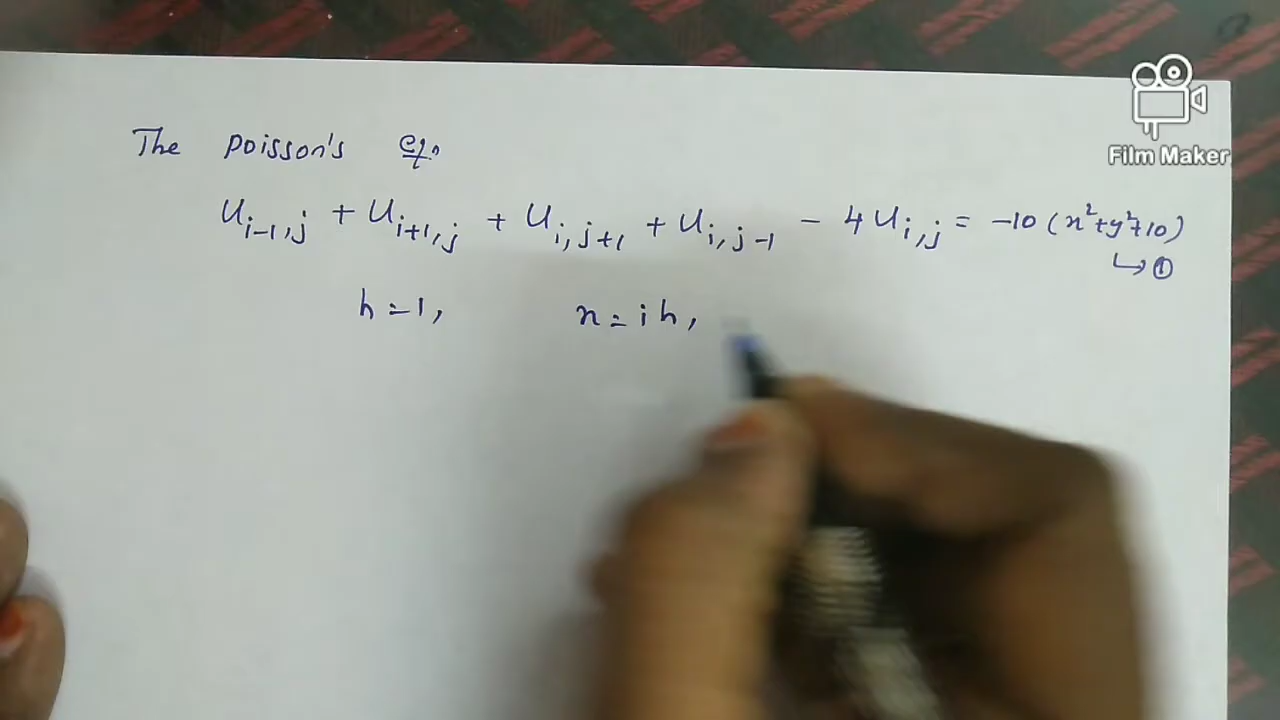 The Poisson's eqn
Film Maker
u_{i-1,j} + u_{i+1,j} + u_{i,j+1} + u_{i,j-1} - 4u_{i,j} = -10(x²+y²+10)
↳ ①
h=1, x=ih,